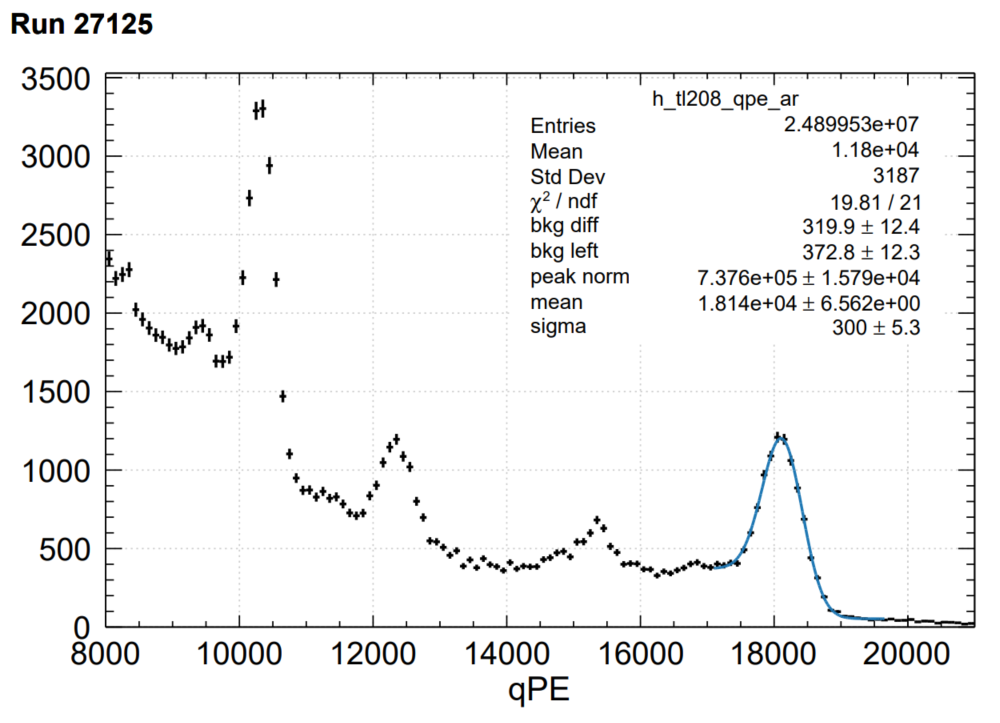 Run 27125
h_tl208_qpe_ar
Entries 2.489953e+07
Mean 1.18e+04
Std Dev 3187
χ² / ndf 19.81 / 21
bkg diff 319.9 ± 12.4
bkg left 372.8 ± 12.3
peak norm 7.376e+05 ± 1.579e+04
mean 1.814e+04 ± 6.562e+00
sigma 300 ± 5.3
3500
3000
2500
2000
1500
1000
500
0
8000 10000 12000 14000 16000 18000 20000
qPE